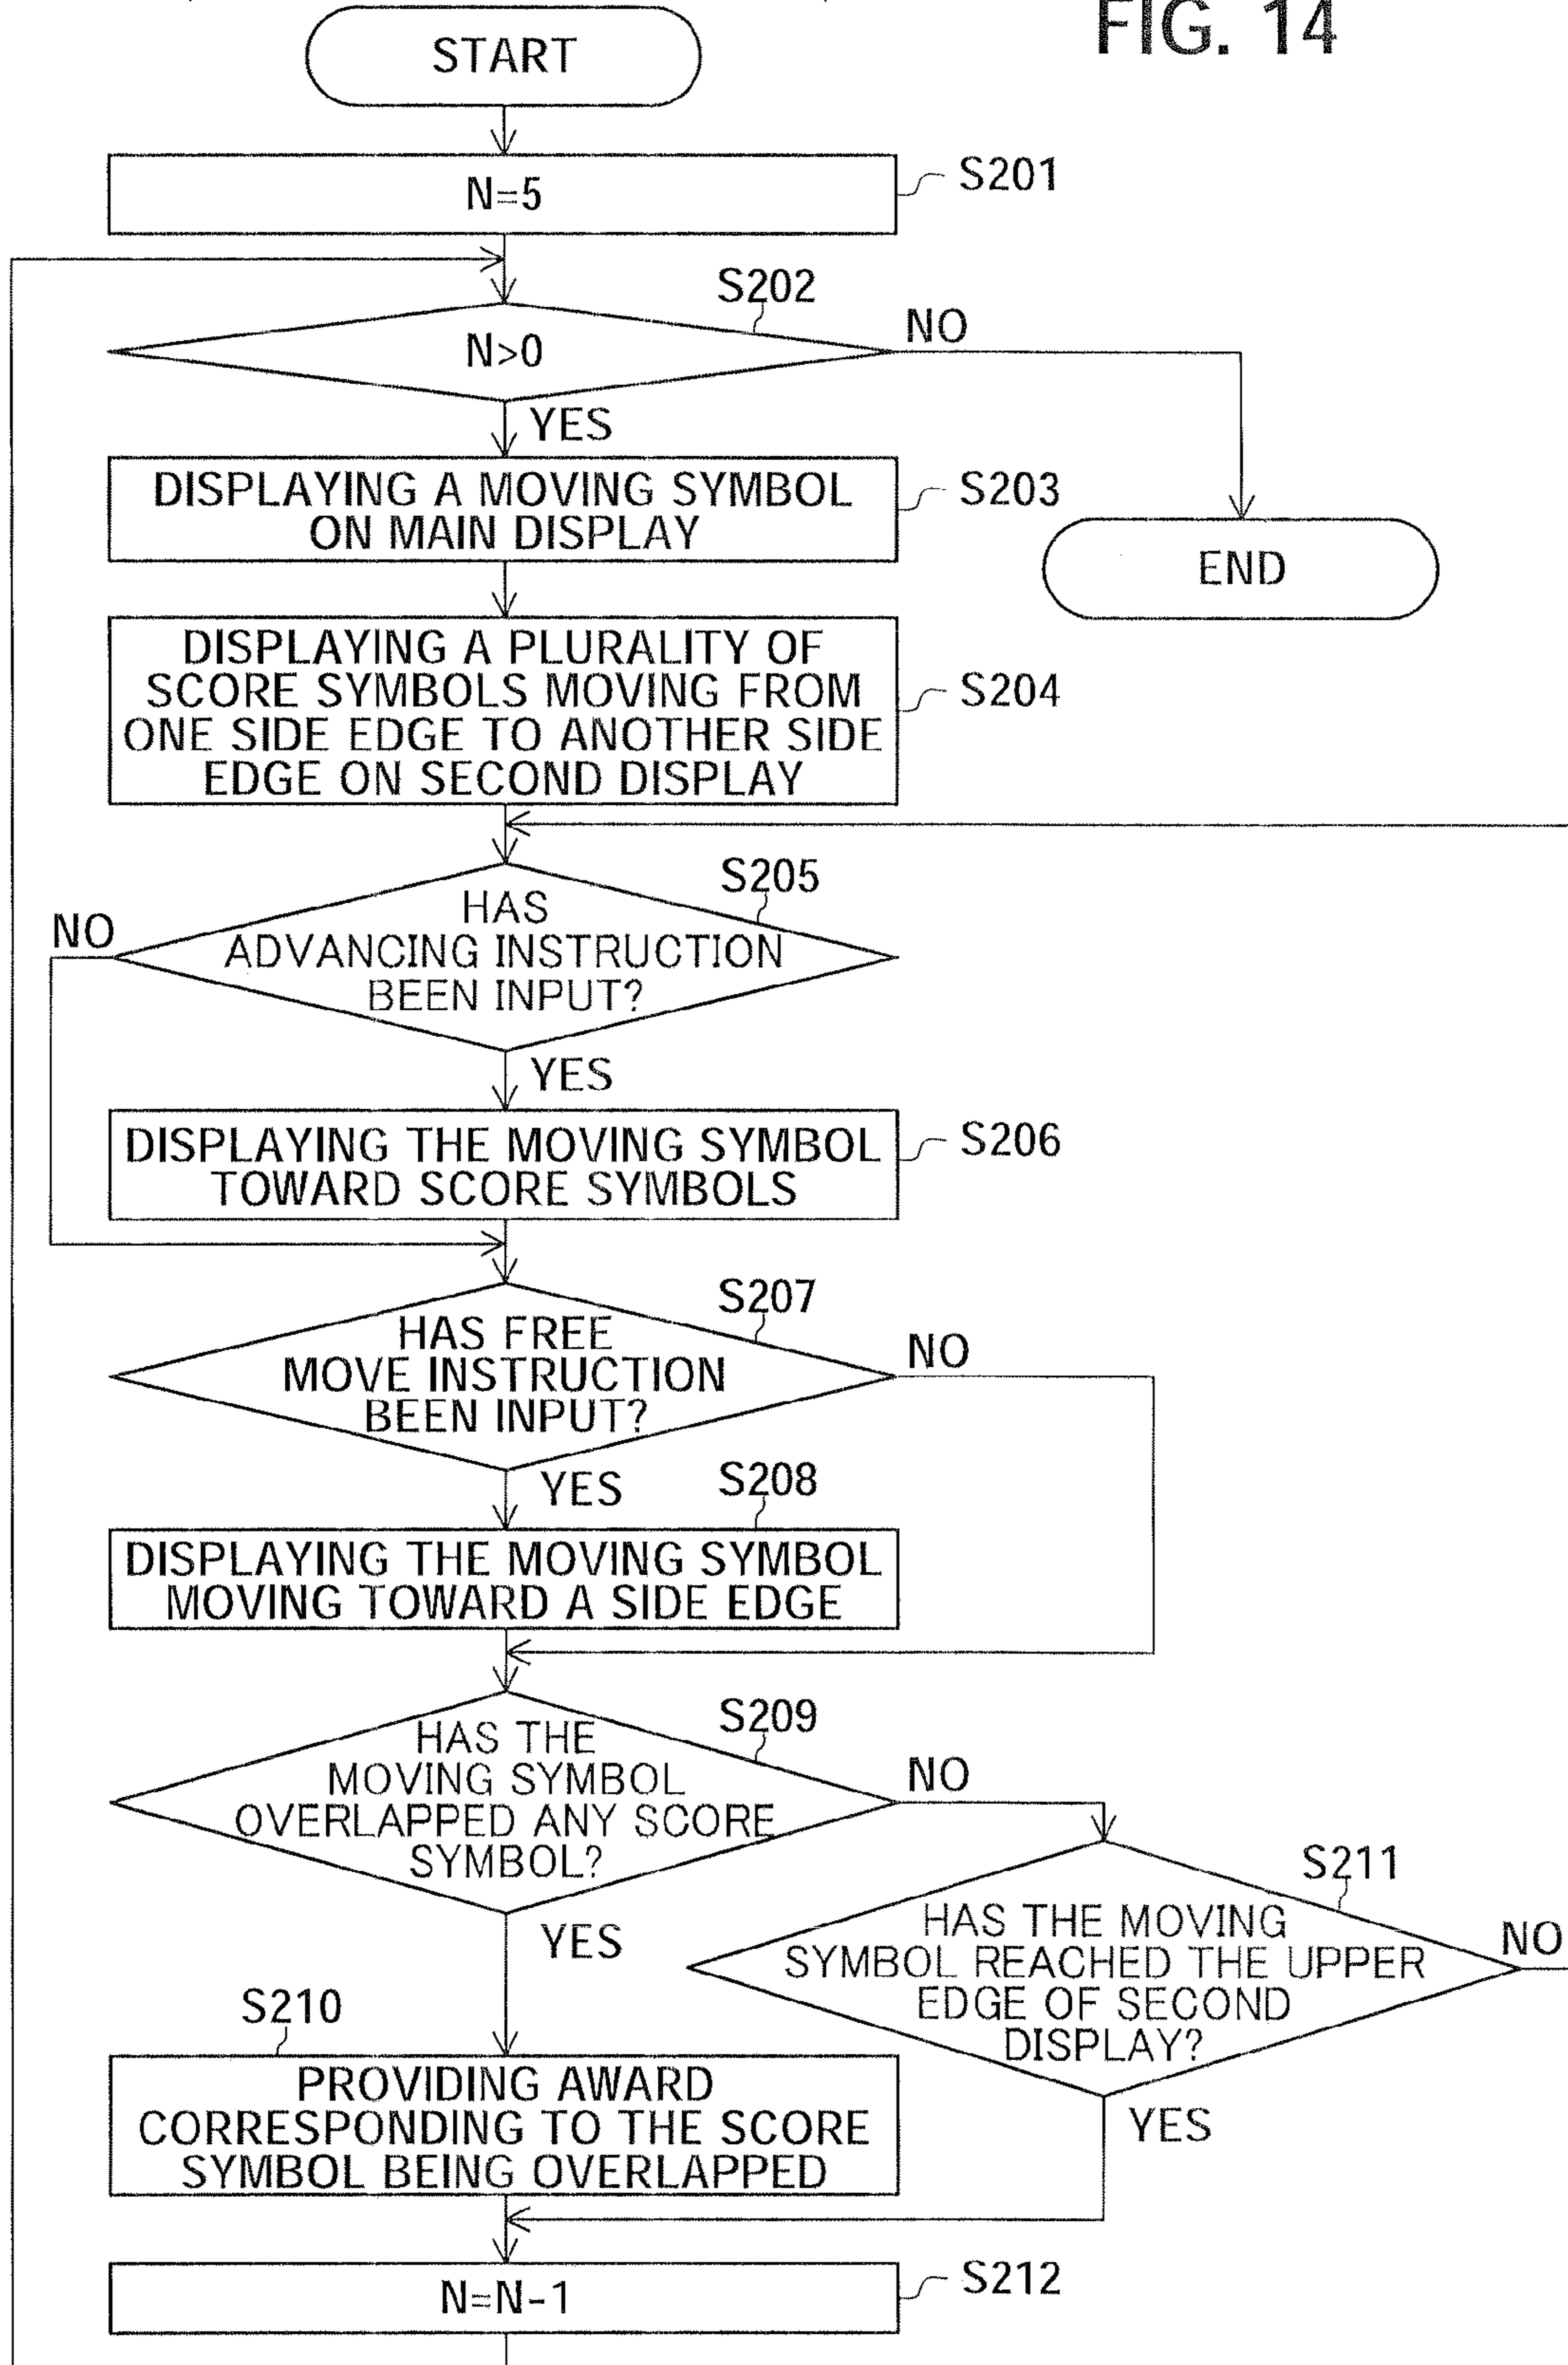 FIG. 14
START
N=5
S201
S202
N>0
NO
YES
DISPLAYING A MOVING SYMBOL
ON MAIN DISPLAY
S203
END
DISPLAYING A PLURALITY OF
SCORE SYMBOLS MOVING FROM
ONE SIDE EDGE TO ANOTHER SIDE
EDGE ON SECOND DISPLAY
S204
S205
HAS
ADVANCING INSTRUCTION
BEEN INPUT?
NO
YES
DISPLAYING THE MOVING SYMBOL
TOWARD SCORE SYMBOLS
S206
S207
HAS FREE
MOVE INSTRUCTION
BEEN INPUT?
NO
YES
S208
DISPLAYING THE MOVING SYMBOL
MOVING TOWARD A SIDE EDGE
S209
HAS THE
MOVING SYMBOL
OVERLAPPED ANY SCORE
SYMBOL?
NO
YES
S211
HAS THE MOVING
SYMBOL REACHED THE UPPER
EDGE OF SECOND
DISPLAY?
NO
YES
S210
PROVIDING AWARD
CORRESPONDING TO THE SCORE
SYMBOL BEING OVERLAPPED
N=N-1
S212